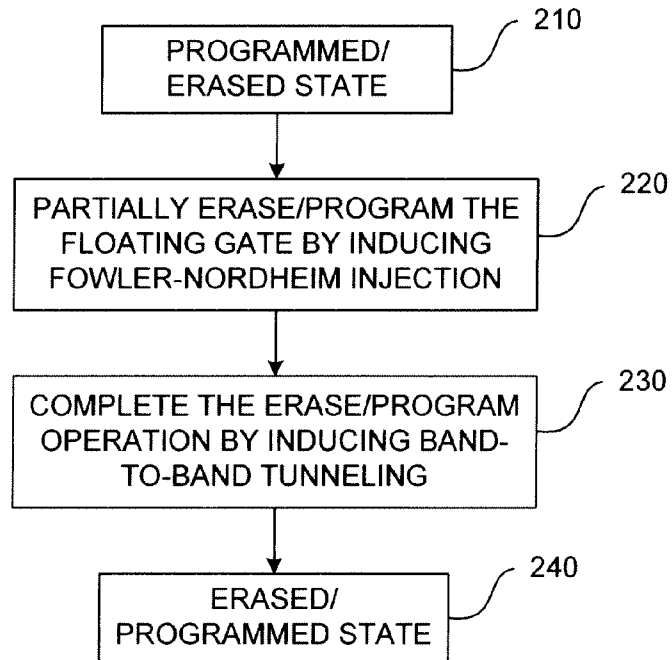 210
PROGRAMMED/
ERASED STATE
220
PARTIALLY ERASE/PROGRAM THE
FLOATING GATE BY INDUCING
FOWLER-NORDHEIM INJECTION
230
COMPLETE THE ERASE/PROGRAM
OPERATION BY INDUCING BAND-
TO-BAND TUNNELING
240
ERASED/
PROGRAMMED STATE